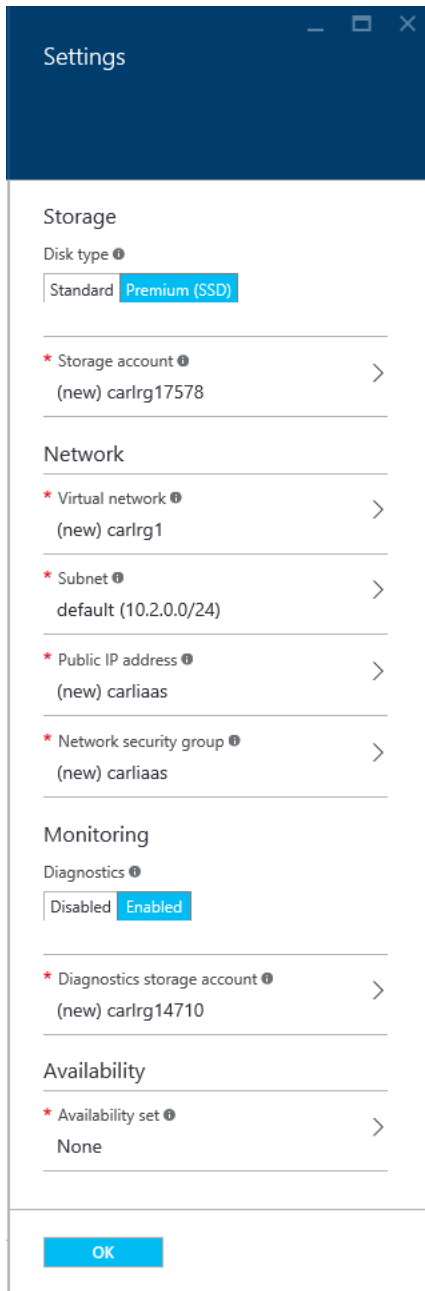 Settings
Storage
Disk type
Standard Premium (SSD)
* Storage account
(new) carlrg17578
Network
* Virtual network
(new) carlrg1
* Subnet
default (10.2.0.0/24)
* Public IP address
(new) carliaas
* Network security group
(new) carliaas
Monitoring
Diagnostics
Disabled Enabled
* Diagnostics storage account
(new) carlrg14710
Availability
* Availability set
None
OK